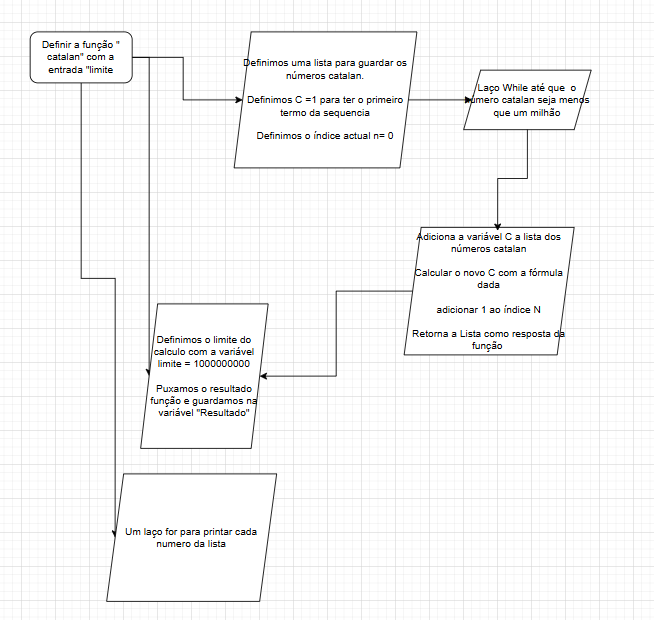 Definir a função "
catalan" com a
entrada "limite
Definimos uma lista para guardar os
números catalan.
Definimos C =1 para ter o primeiro
termo da sequencia
Definimos o índice actual n= 0
Laço While até que  o
número catalan seja menos
que um milhão
Adiciona a variável C a lista dos
números catalan
Calcular o novo C com a fórmula
dada
adicionar 1 ao índice N
Retorna a Lista como resposta da
função
Definimos o limite do
calculo com a variável
limite = 1000000000
Puxamos o resultado
função e guardamos na
variável "Resultado"
Um laço for para printar cada
numero da lista